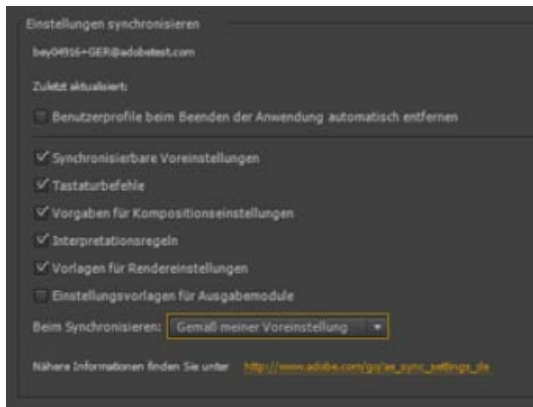 Einstellungen synchronisieren
bey04916+GER@adobetest.com
Zuletzt aktualisiert:
Benutzerprofile beim Beenden der Anwendung automatisch entfernen
Synchronisierbare Voreinstellungen
Tastaturbefehle
Vorgaben für Kompositionseinstellungen
Interpretationsregeln
Vorlagen für Rendereinstellungen
Einstellungsvorlagen für Ausgabemodule
Beim Synchronisieren: Gemäß meiner Voreinstellung
Nähere Informationen finden Sie unter http://www.adobe.com/go/ae_sync_settings_de